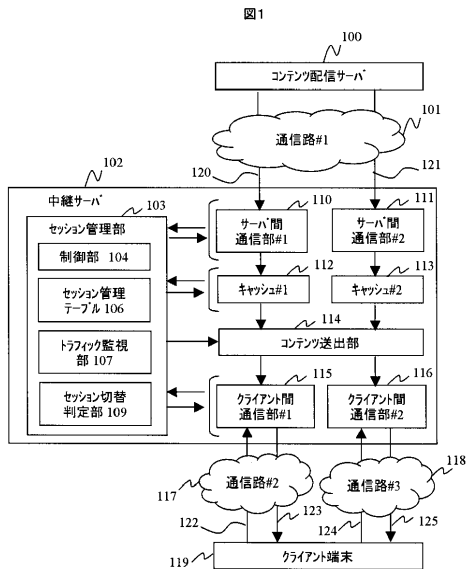 図1
100
コンテンツ配信サーバ
101
通信路#1
102
120
121
中継サーバ
103
110
111
セッション管理部
制御部 104
サーバ間
通信部#1
サーバ間
通信部#2
112
113
セッション管理
テーブル 106
キャッシュ#1
キャッシュ#2
114
トラフィック監視
部 107
コンテンツ送出部
115
116
セッション切替
判定部 109
クライアント間
通信部#1
クライアント間
通信部#2
117
通信路#2
通信路#3
118
122
123
124
125
119
クライアント端末